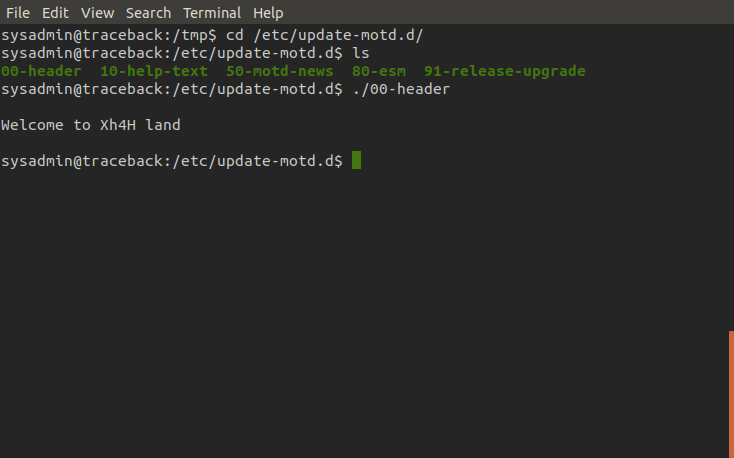 File Edit View Search Terminal Help
sysadmin@traceback:/tmp$ cd /etc/update-motd.d/
sysadmin@traceback:/etc/update-motd.d$ ls
00-header  10-help-text  50-motd-news  80-esm  91-release-upgrade
sysadmin@traceback:/etc/update-motd.d$ ./00-header
Welcome to Xh4H land
sysadmin@traceback:/etc/update-motd.d$